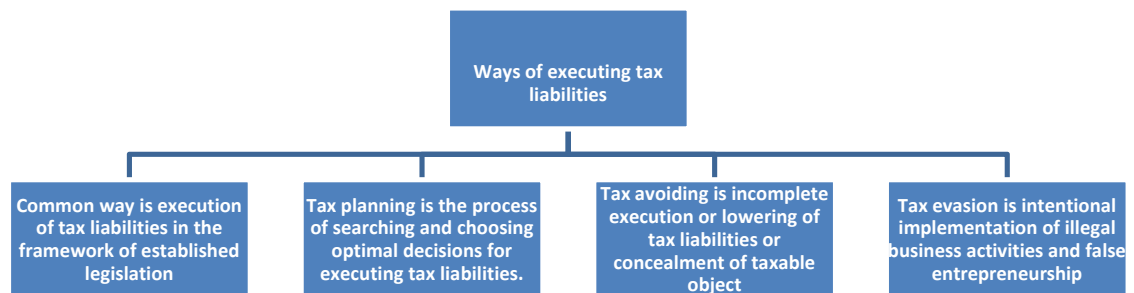 Ways of executing tax
liabilities
Common way is execution
of tax liabilities in the
framework of established
legislation
Tax planning is the process
of searching and choosing
optimal decisions for
executing tax liabilities.
Tax avoiding is incomplete
execution or lowering of
tax liabilities or
concealment of taxable
object
Tax evasion is intentional
implementation of illegal
business activities and false
entrepreneurship